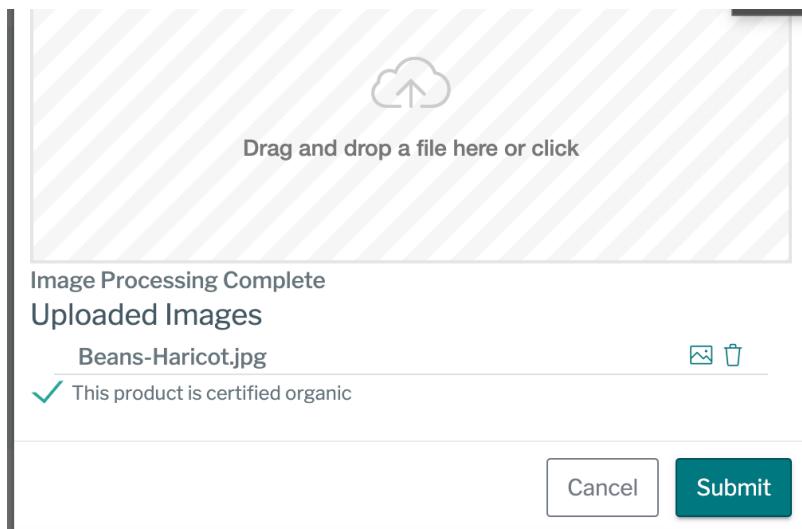 Drag and drop a file here or click
Image Processing Complete
Uploaded Images
Beans-Haricot.jpg
This product is certified organic
Cancel
Submit